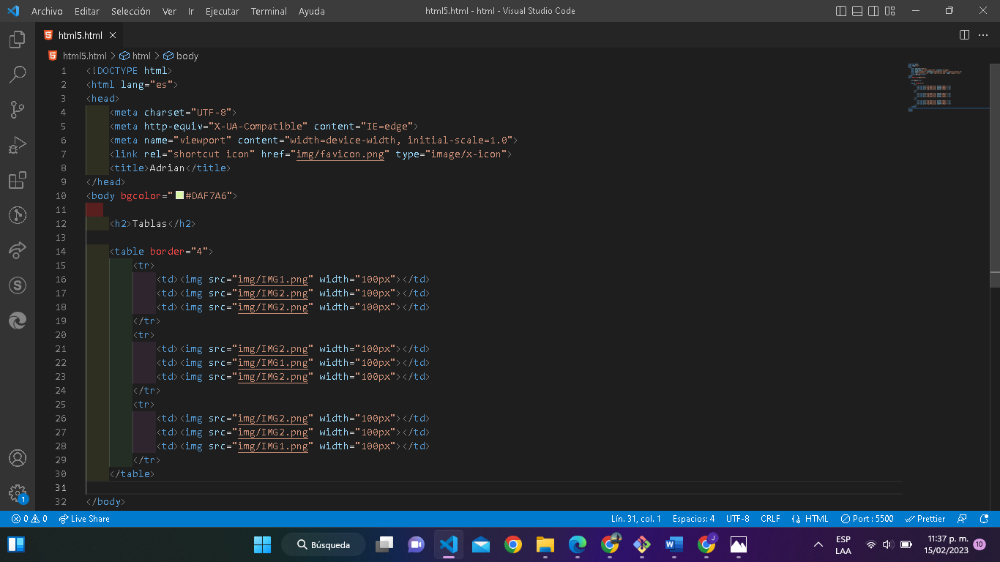 Archivo Editar Selección Ver Ir Ejecutar Terminal Ayuda html5.html - html - Visual Studio Code
html5.html
html5.html > html > body
1 <!DOCTYPE html>
2 <html lang="es">
3 <head>
4 <meta charset="UTF-8">
5 <meta http-equiv="X-UA-Compatible" content="IE=edge">
6 <meta name="viewport" content="width=device-width, initial-scale=1.0">
7 <link rel="shortcut icon" href="img/favicon.png" type="image/x-icon">
8 <title>Adrian</title>
9 </head>
10 <body bgcolor="#DAF7A6">
11
12 <h2>Tablas</h2>
13
14 <table border="4">
15 <tr>
16 <td><img src="img/IMG1.png" width="100px"></td>
17 <td><img src="img/IMG2.png" width="100px"></td>
18 <td><img src="img/IMG2.png" width="100px"></td>
19 </tr>
20 <tr>
21 <td><img src="img/IMG2.png" width="100px"></td>
22 <td><img src="img/IMG1.png" width="100px"></td>
23 <td><img src="img/IMG2.png" width="100px"></td>
24 </tr>
25 <tr>
26 <td><img src="img/IMG2.png" width="100px"></td>
27 <td><img src="img/IMG2.png" width="100px"></td>
28 <td><img src="img/IMG1.png" width="100px"></td>
29 </tr>
30 </table>
31
32 </body>
1
0 0 Live Share Lín. 31, col. 1 Espacios: 4 UTF-8 CRLF HTML Port : 5500 Prettier
Búsqueda J ESP 11:37 p. m.
LAA 15/02/2023 10